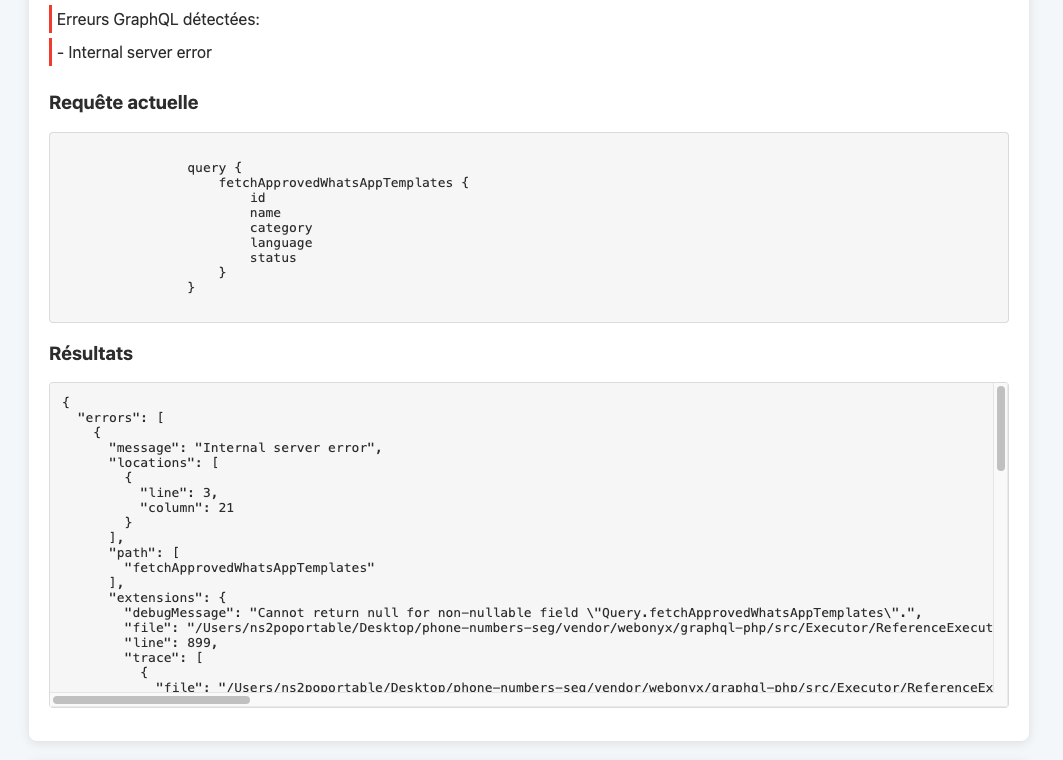 Erreurs GraphQL détectées:
- Internal server error
Requête actuelle
query {
fetchApprovedWhatsAppTemplates {
id
name
category
language
status
}
}
Résultats
{
"errors": [
{
"message": "Internal server error",
"locations": [
{
"line": 3,
"column": 21
}
],
"path": [
"fetchApprovedWhatsAppTemplates"
],
"extensions": {
"debugMessage": "Cannot return null for non-nullable field \"Query.fetchApprovedWhatsAppTemplates\".",
"file": "/Users/ns2poportable/Desktop/phone-numbers-seg/vendor/webonyx/graphql-php/src/Executor/ReferenceExecut
"line": 899,
"trace": [
{
"file": "/Users/ns2poportable/Desktop/phone-numbers-seg/vendor/webonyx/graphql-php/src/Executor/ReferenceEx